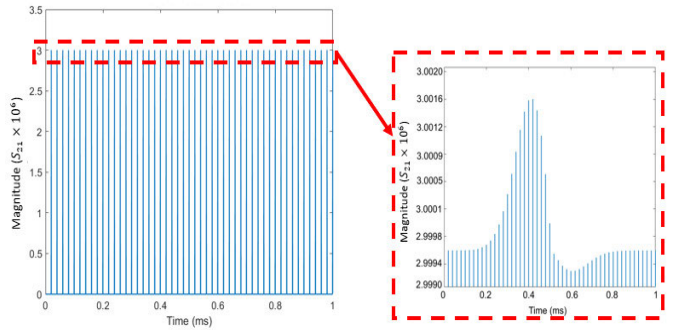 3.5
3
2.5
2
1.5
1
0.5
0
0 0.2 0.4 0.6 0.8 1
Time (ms)
Magnitude (S₂₁ × 10⁶)
3.0020
3.0016
3.0012
3.0009
3.0005
3.0001
2.9998
2.9994
2.9990
0 0.2 0.4 0.6 0.8 1
Time (ms)
Magnitude (S₂₁ × 10⁶)